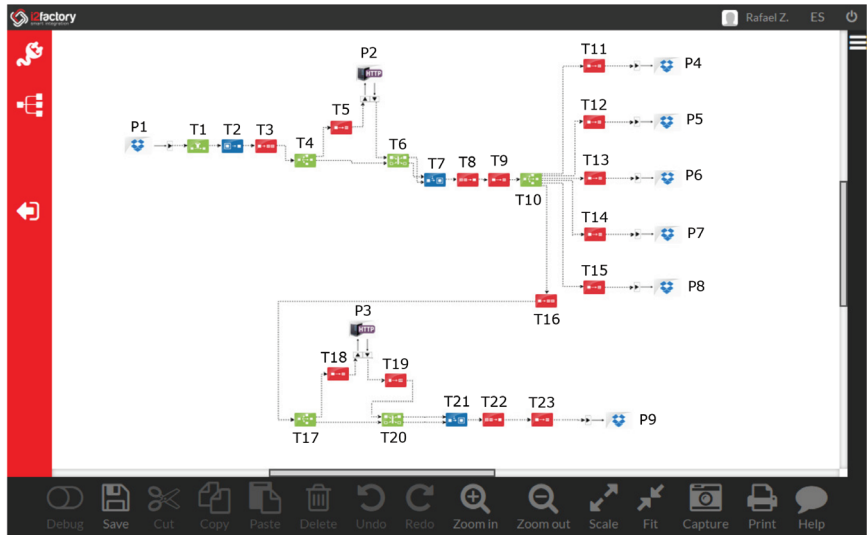 i2factory
smart integration
Rafael Z.
ES
P2
HTTP
T11
P4
T5
T12
P5
P1
T1
T2
T3
T4
T6
T7
T8
T9
T13
P6
T10
T14
P7
T15
P8
T16
P3
HTTP
T18
T19
T17
T20
T21
T22
T23
P9
Debug
Save
Cut
Copy
Paste
Delete
Undo
Redo
Zoom in
Zoom out
Scale
Fit
Capture
Print
Help